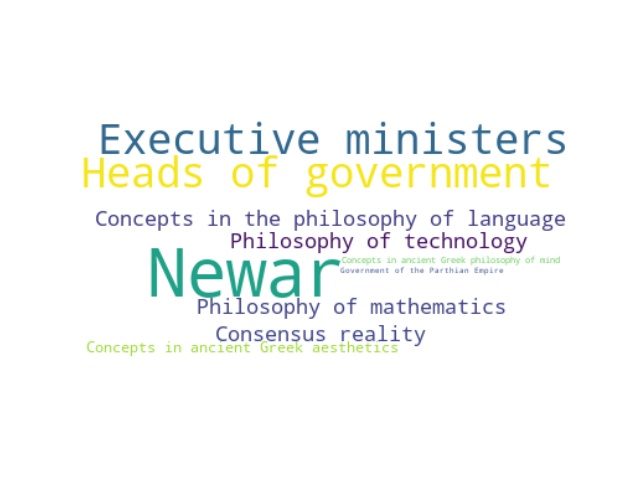 Executive ministers
Heads of government
Concepts in the philosophy of language
Philosophy of technology
Newar
Concepts in ancient Greek philosophy of mind
Government of the Parthian Empire
Philosophy of mathematics
Consensus reality
Concepts in ancient Greek aesthetics